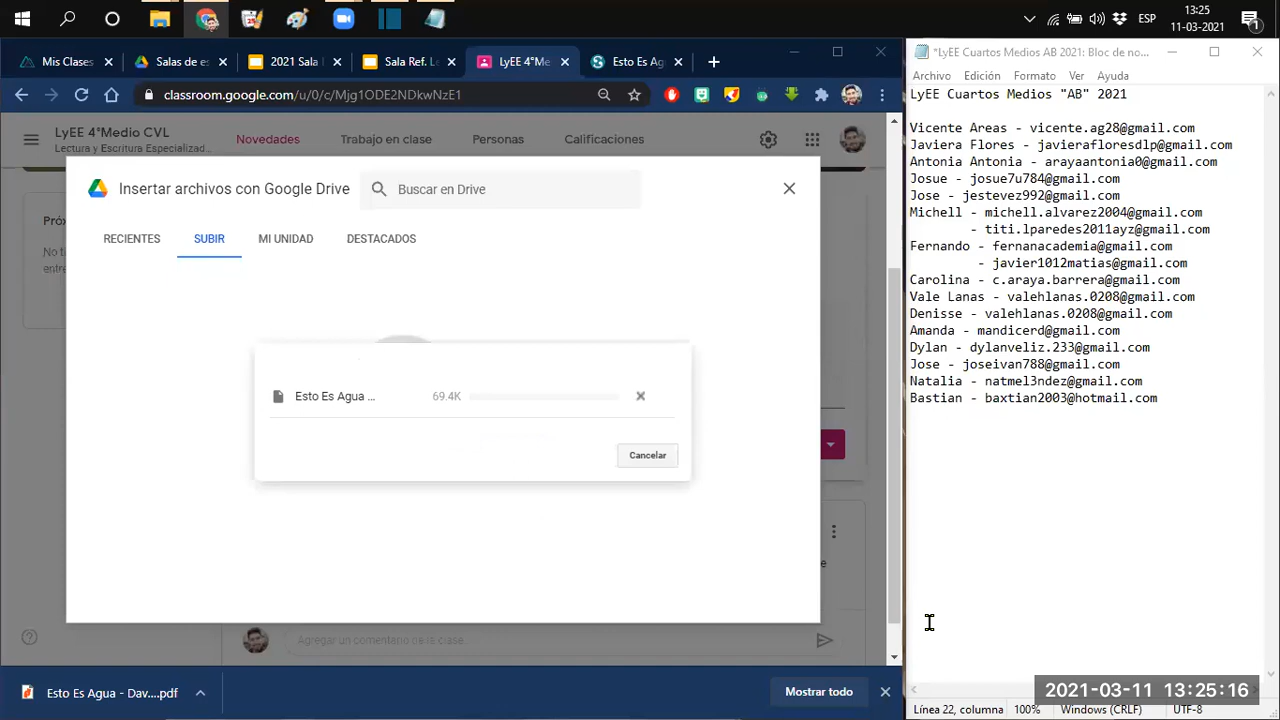 13:25
ESP
11-03-2021
1
Mis Clases
Salas de es
2021 Sala I
Sala Ref. Le
LyEE 4°Me
Esto Es Ag
classroom.google.com/u/0/c/Mjg1ODE2NDkwNzE1
LyEE 4°Medio CVL
Lectura y Escritura Especializad...
Novedades
Trabajo en clase
Personas
Calificaciones
Insertar archivos con Google Drive
Buscar en Drive
RECIENTES
SUBIR
MI UNIDAD
DESTACADOS
Próx
No ti
entre
Esto Es Agua ...
69.4K
Cancelar
e
Agregar un comentario de la clase...
Esto Es Agua - Dav....pdf
Mostrar todo
*LyEE Cuartos Medios AB 2021: Bloc de no...
Archivo
Edición
Formato
Ver
Ayuda
LyEE Cuartos Medios "AB" 2021
Vicente Areas - vicente.ag28@gmail.com
Javiera Flores - javierafloresdlp@gmail.com
Antonia Antonia - arayaantonia0@gmail.com
Josue - josue7u784@gmail.com
Jose - jestevez992@gmail.com
Michell - michell.alvarez2004@gmail.com
- titi.lparedes2011ayz@gmail.com
Fernando - fernanacademia@gmail.com
- javier1012matias@gmail.com
Carolina - c.araya.barrera@gmail.com
Vale Lanas - valehlanas.0208@gmail.com
Denisse - valehlanas.0208@gmail.com
Amanda - mandicerd@gmail.com
Dylan - dylanveliz.233@gmail.com
Jose - joseivan788@gmail.com
Natalia - natmel3ndez@gmail.com
Bastian - baxtian2003@hotmail.com
2021-03-11 13:25:16
Línea 22, columna
100%
Windows (CRLF)
UTF-8